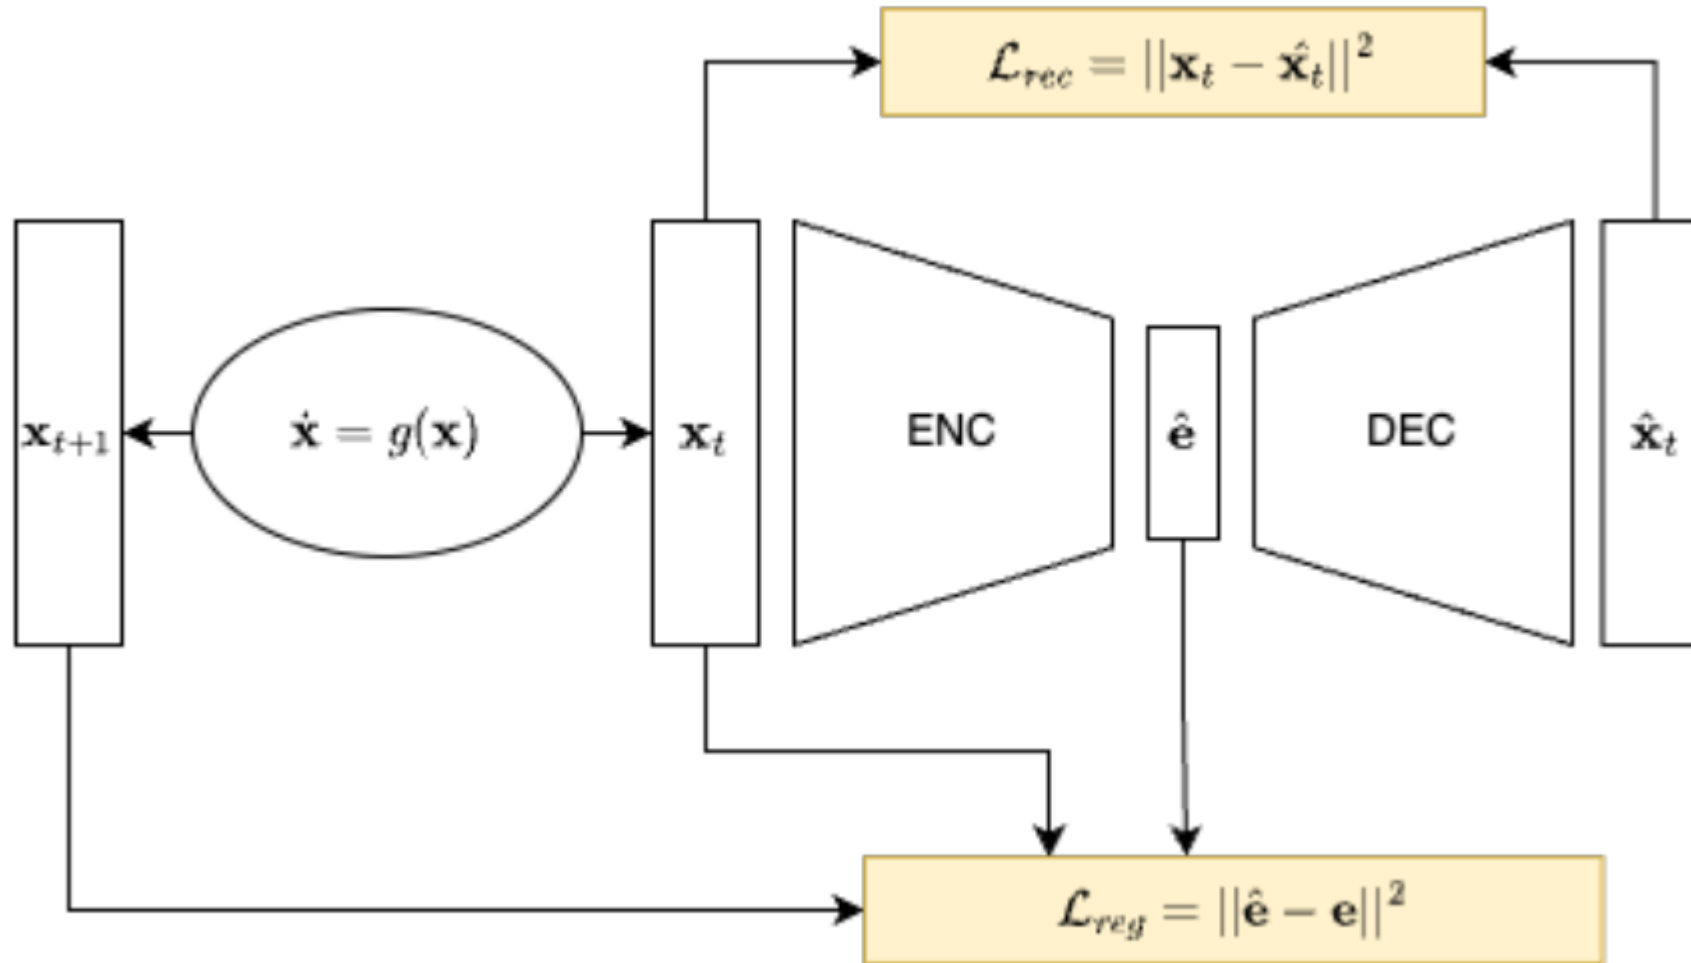 𝓛_rec = ||𝐱_t − 𝐱̂_t||²
𝐱_{t+1}
𝐱̇ = g(𝐱)
𝐱_t
ENC
𝐞̂
DEC
𝐱̂_t
𝓛_reg = ||𝐞̂ − 𝐞||²